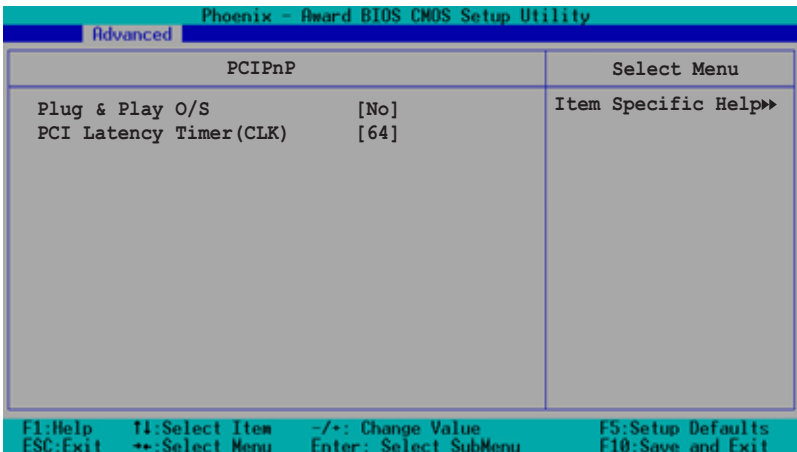 Phoenix - Award BIOS CMOS Setup Utility
Advanced
PCIPnP
Select Menu
Plug & Play O/S [No]
Item Specific Help▸▸
PCI Latency Timer(CLK) [64]
F1:Help ↑↓:Select Item -/+: Change Value F5:Setup Defaults
ESC:Exit →←:Select Menu Enter: Select SubMenu F10:Save and Exit